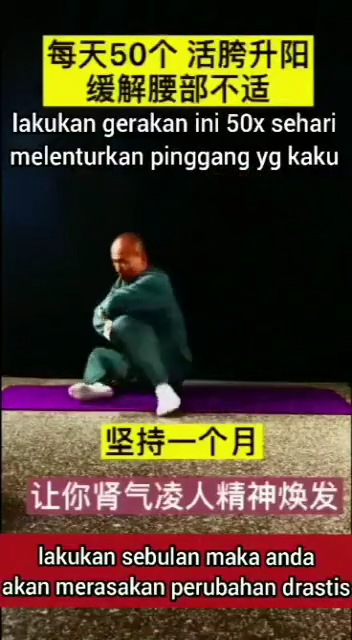 每天50个 活胯升阳
缓解腰部不适
lakukan gerakan ini 50x sehari
melenturkan pinggang yg kaku
坚持一个月
让你肾气凌人精神焕发
lakukan sebulan maka anda
akan merasakan perubahan drastis